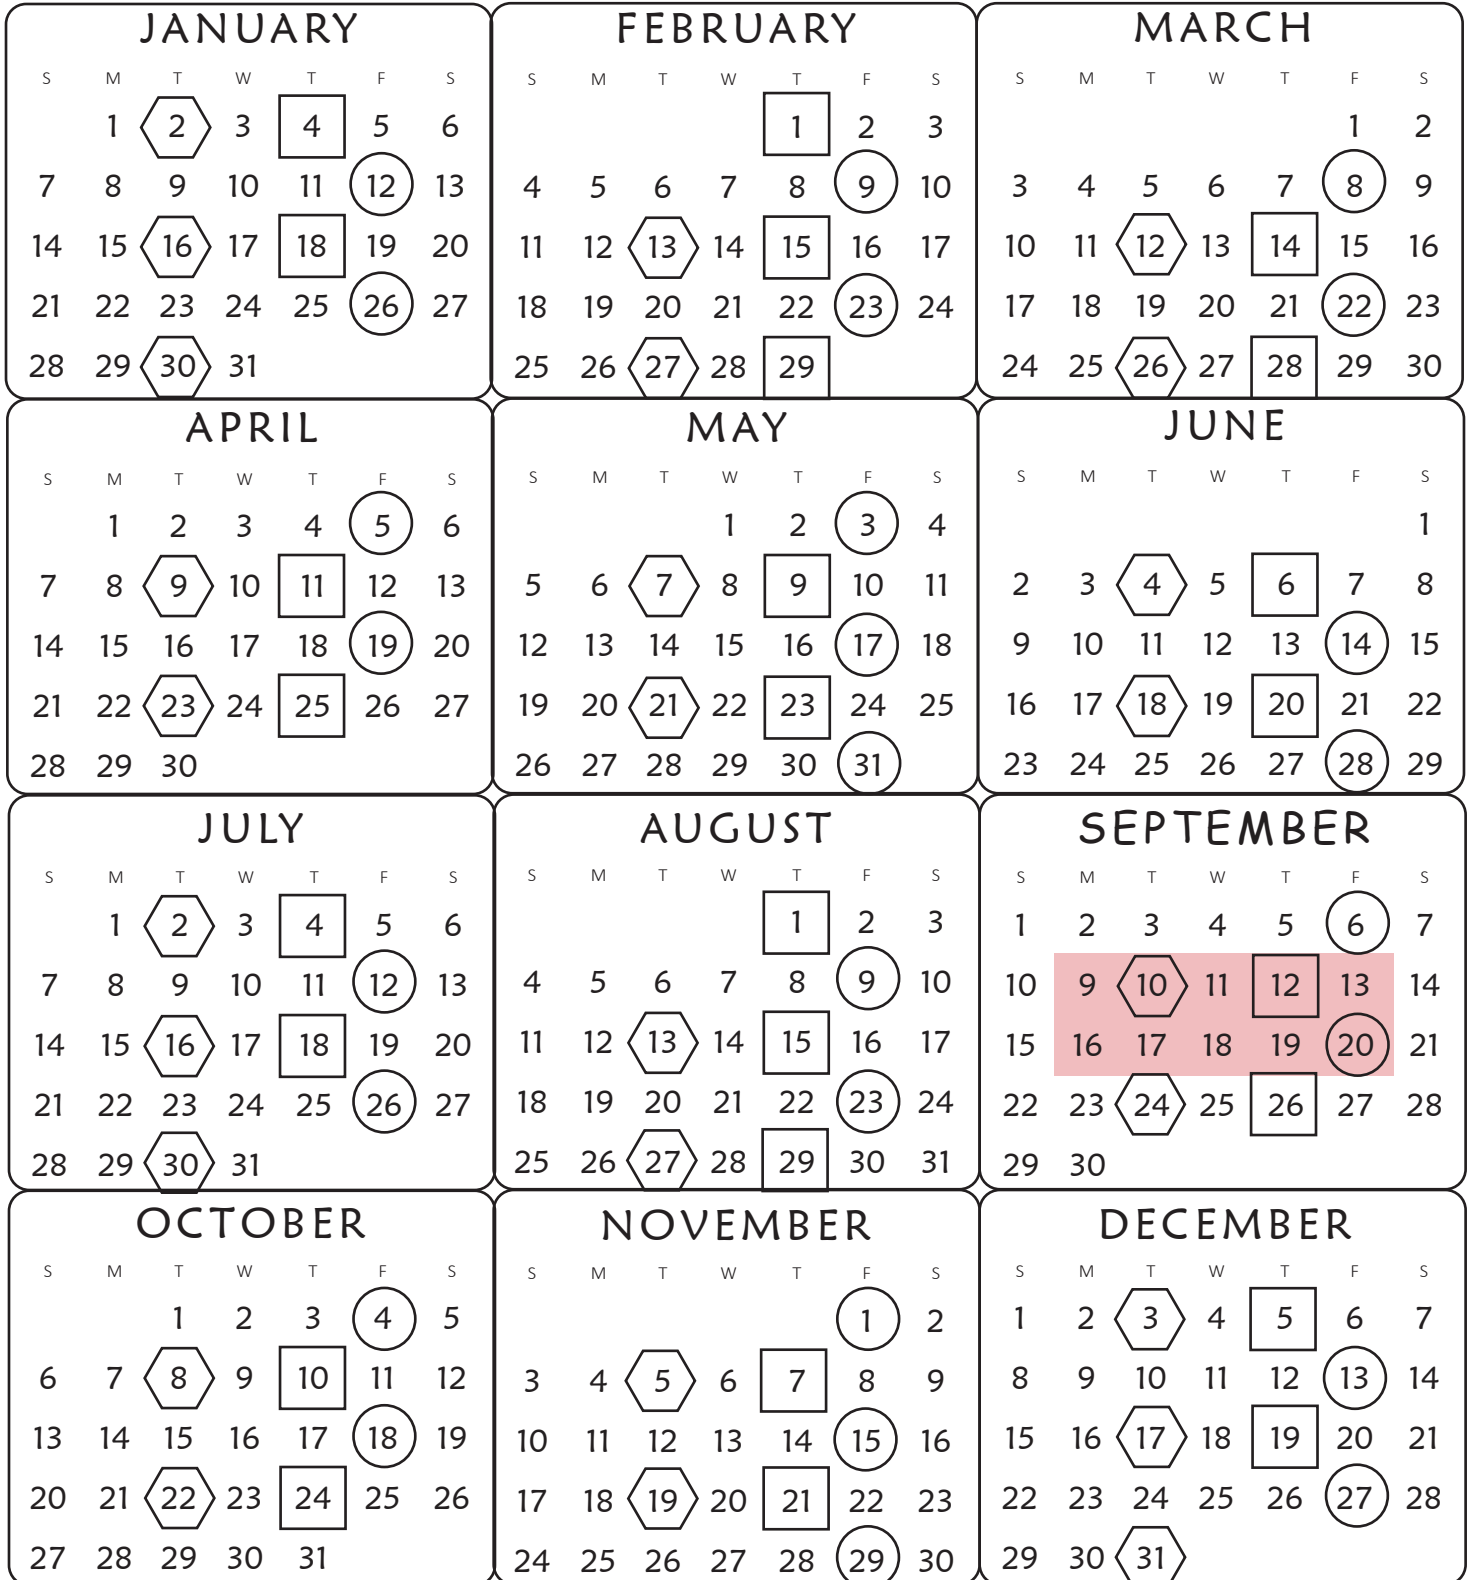 JANUARY
S M T W T F S
1 2 3 4 5 6
7 8 9 10 11 12 13
14 15 16 17 18 19 20
21 22 23 24 25 26 27
28 29 30 31
FEBRUARY
S M T W T F S
1 2 3
4 5 6 7 8 9 10
11 12 13 14 15 16 17
18 19 20 21 22 23 24
25 26 27 28 29
MARCH
S M T W T F S
1 2
3 4 5 6 7 8 9
10 11 12 13 14 15 16
17 18 19 20 21 22 23
24 25 26 27 28 29 30
APRIL
S M T W T F S
1 2 3 4 5 6
7 8 9 10 11 12 13
14 15 16 17 18 19 20
21 22 23 24 25 26 27
28 29 30
MAY
S M T W T F S
1 2 3 4
5 6 7 8 9 10 11
12 13 14 15 16 17 18
19 20 21 22 23 24 25
26 27 28 29 30 31
JUNE
S M T W T F S
1
2 3 4 5 6 7 8
9 10 11 12 13 14 15
16 17 18 19 20 21 22
23 24 25 26 27 28 29
JULY
S M T W T F S
1 2 3 4 5 6
7 8 9 10 11 12 13
14 15 16 17 18 19 20
21 22 23 24 25 26 27
28 29 30 31
AUGUST
S M T W T F S
1 2 3
4 5 6 7 8 9 10
11 12 13 14 15 16 17
18 19 20 21 22 23 24
25 26 27 28 29 30 31
SEPTEMBER
S M T W T F S
1 2 3 4 5 6 7
10 9 10 11 12 13 14
15 16 17 18 19 20 21
22 23 24 25 26 27 28
29 30
OCTOBER
S M T W T F S
1 2 3 4 5
6 7 8 9 10 11 12
13 14 15 16 17 18 19
20 21 22 23 24 25 26
27 28 29 30 31
NOVEMBER
S M T W T F S
1 2
3 4 5 6 7 8 9
10 11 12 13 14 15 16
17 18 19 20 21 22 23
24 25 26 27 28 29 30
DECEMBER
S M T W T F S
1 2 3 4 5 6 7
8 9 10 11 12 13 14
15 16 17 18 19 20 21
22 23 24 25 26 27 28
29 30 31